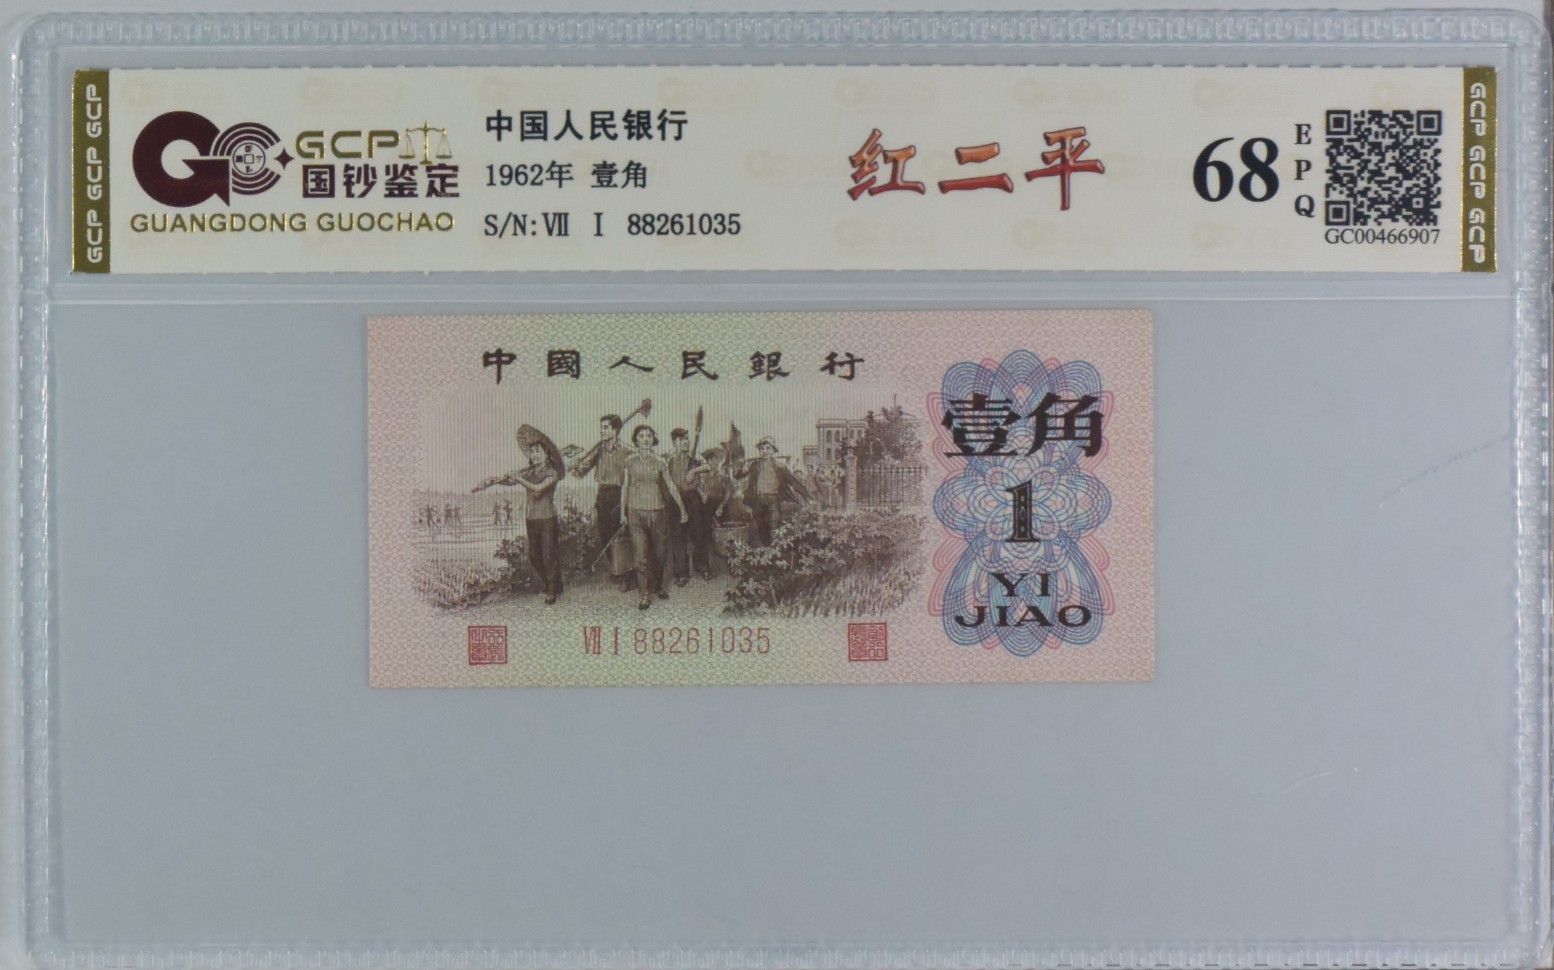 GCP GCP GCP
GCP
国钞鉴定
GUANGDONG GUOCHAO
中国人民银行
1962年 壹角
S/N:Ⅶ Ⅰ 88261035
红二平
68
EPQ
GC00466907
GCP GCP GCP
中國人民銀行
壹角
1
YI
JIAO
Ⅶ Ⅰ 88261035